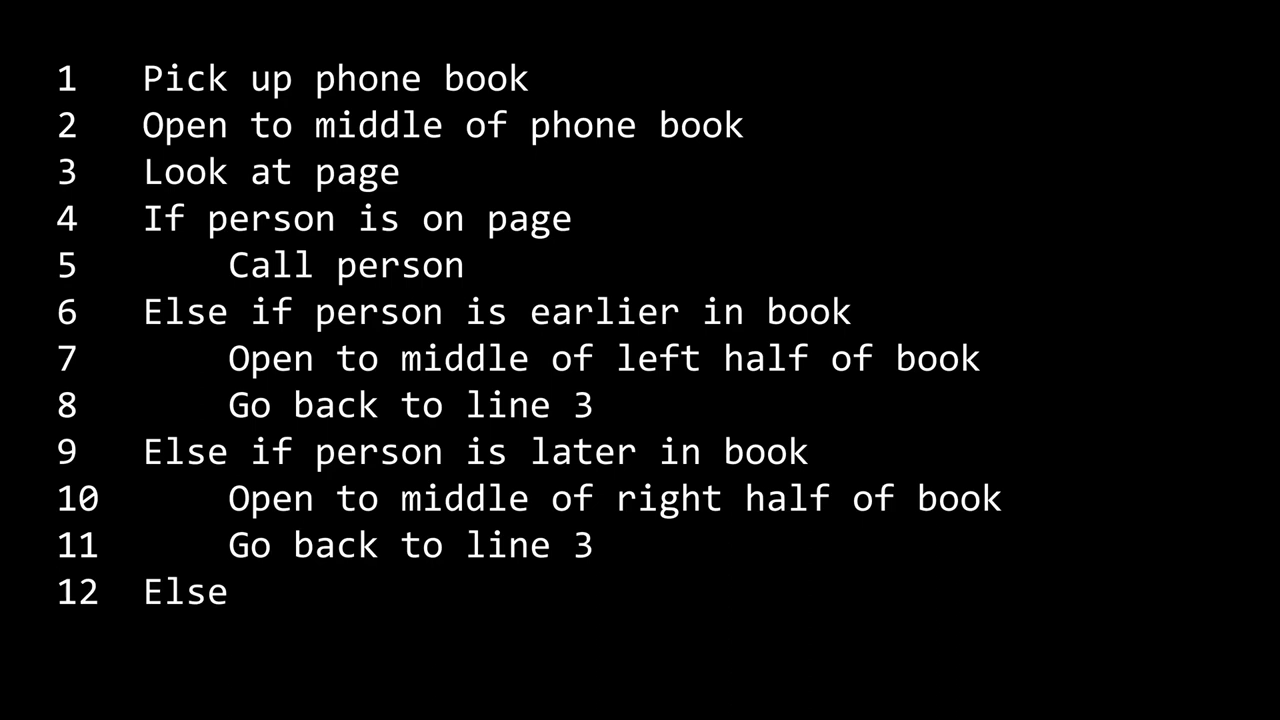 1 Pick up phone book
2 Open to middle of phone book
3 Look at page
4 If person is on page
5     Call person
6 Else if person is earlier in book
7     Open to middle of left half of book
8     Go back to line 3
9 Else if person is later in book
10     Open to middle of right half of book
11     Go back to line 3
12 Else